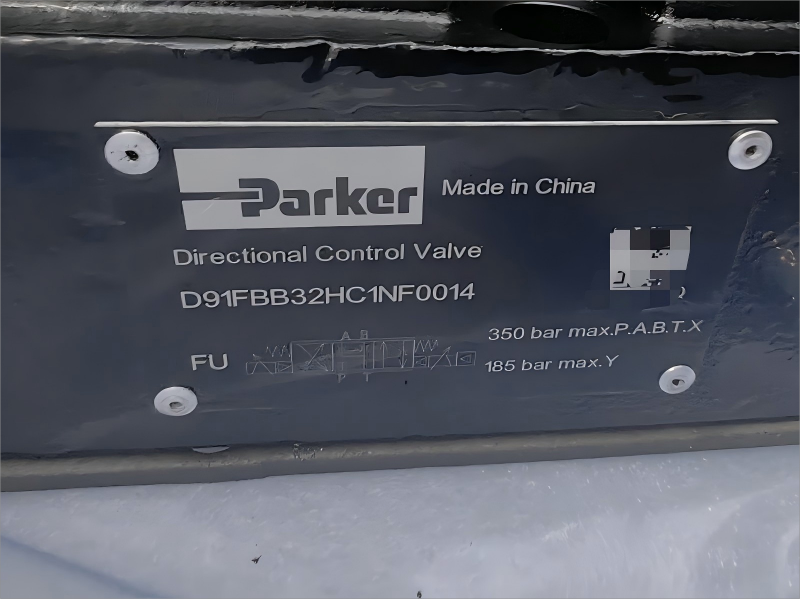 Parker
Made in China
Directional Control Valve
D91FBB32HC1NF0014
FU
A B
P T
350 bar max.P.A.B.T.X
185 bar max.Y